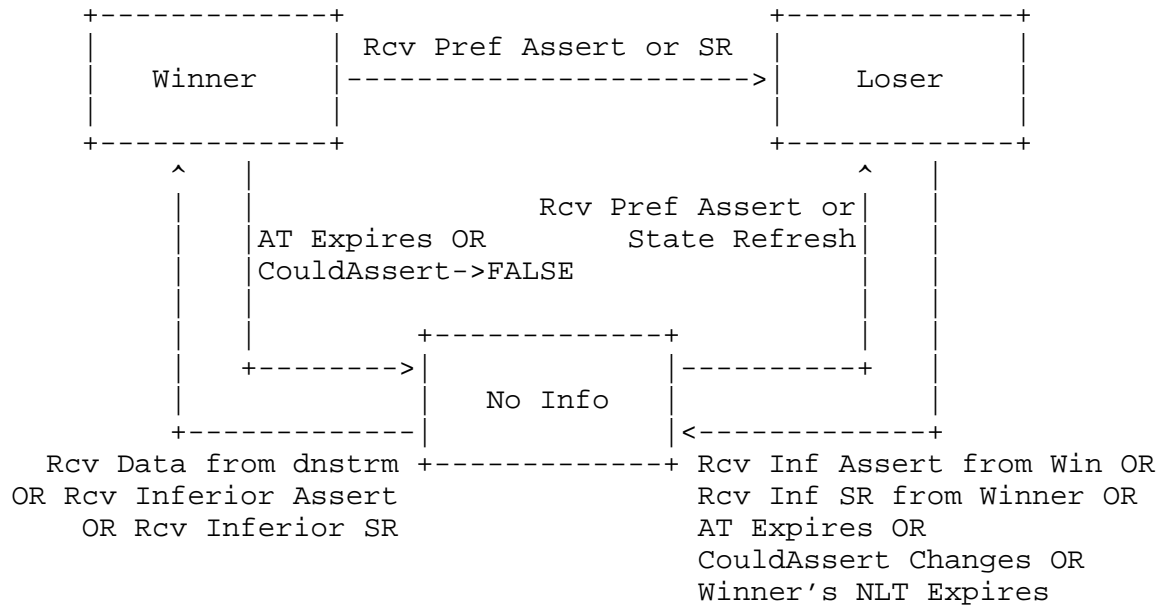 Rcv Pref Assert or SR
Winner
Loser
Rcv Pref Assert or
AT Expires OR
State Refresh
CouldAssert->FALSE
No Info
Rcv Data from dnstrm
OR Rcv Inferior Assert
OR Rcv Inferior SR
Rcv Inf Assert from Win OR
Rcv Inf SR from Winner OR
AT Expires OR
CouldAssert Changes OR
Winner's NLT Expires